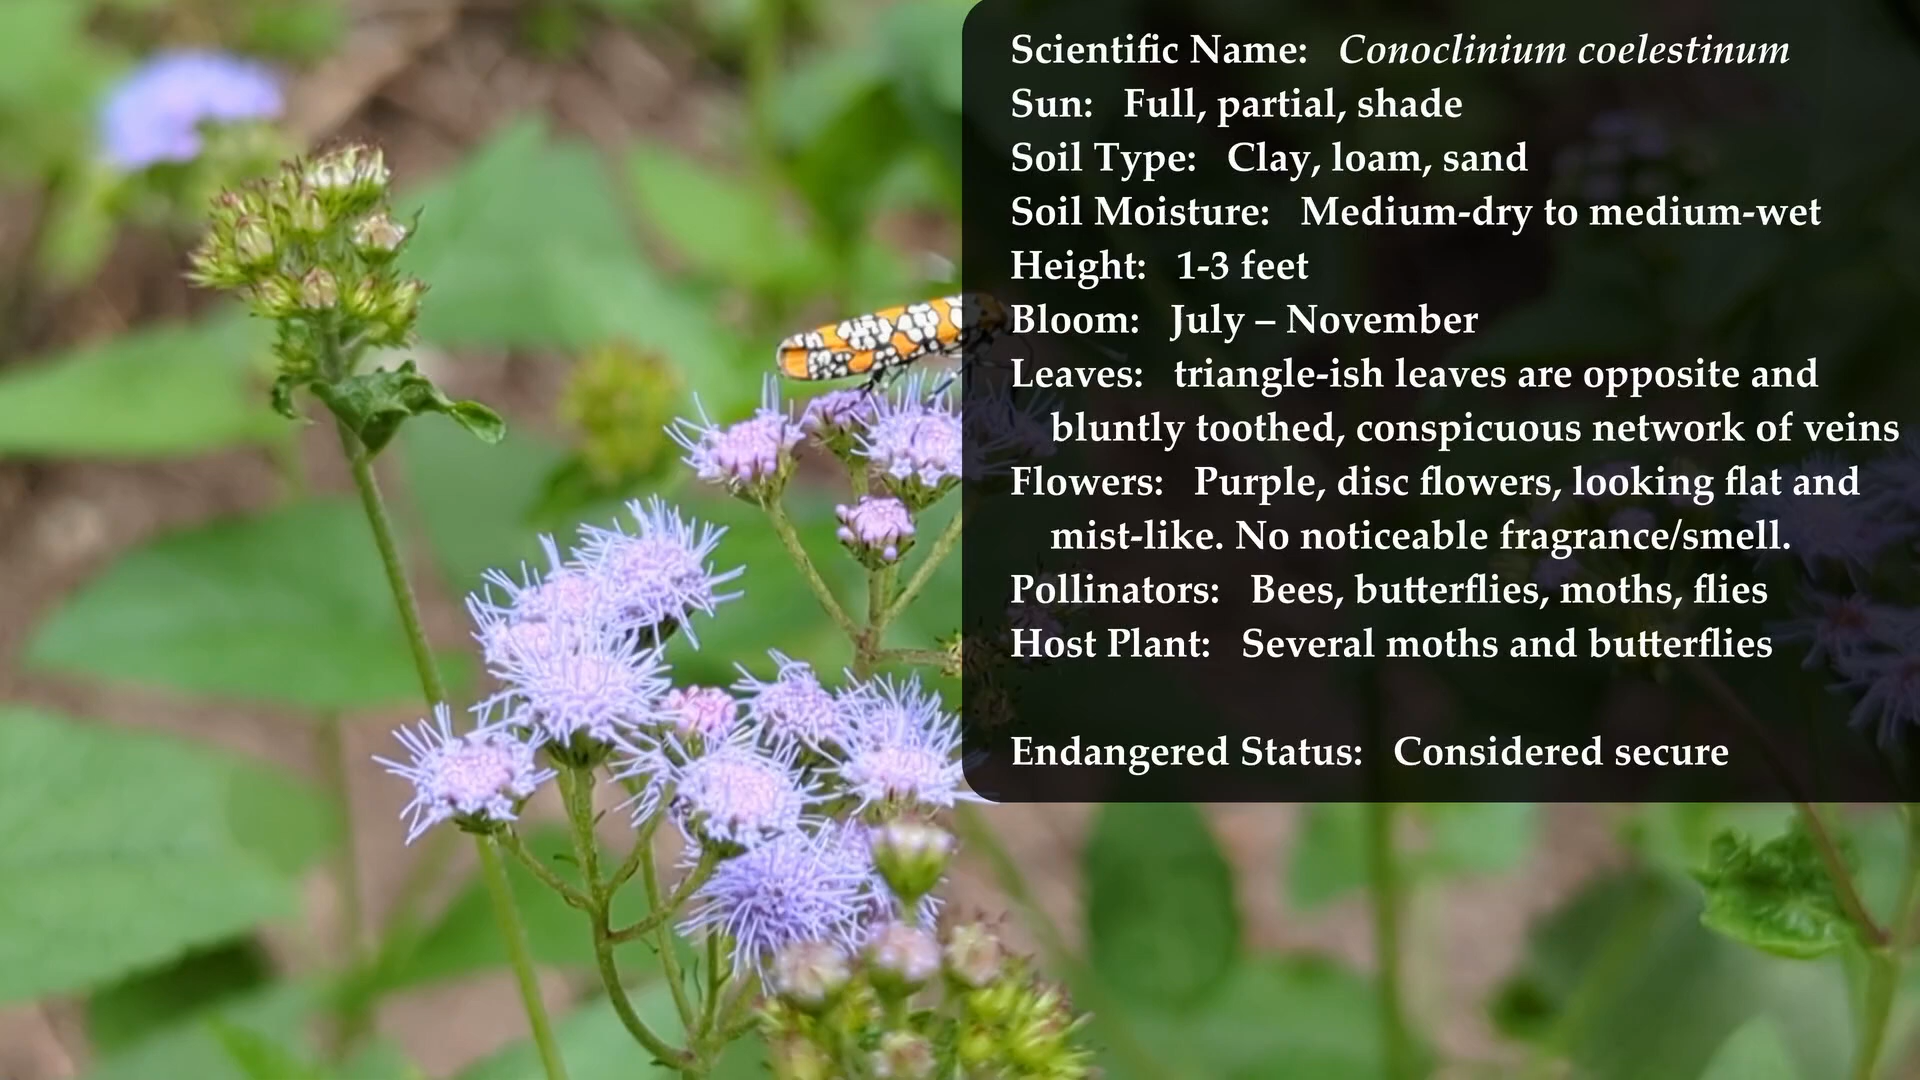 Scientific Name: Conoclinium coelestinum
Sun: Full, partial, shade
Soil Type: Clay, loam, sand
Soil Moisture: Medium-dry to medium-wet
Height: 1-3 feet
Bloom: July – November
Leaves: triangle-ish leaves are opposite and
bluntly toothed, conspicuous network of veins
Flowers: Purple, disc flowers, looking flat and
mist-like. No noticeable fragrance/smell.
Pollinators: Bees, butterflies, moths, flies
Host Plant: Several moths and butterflies
Endangered Status: Considered secure